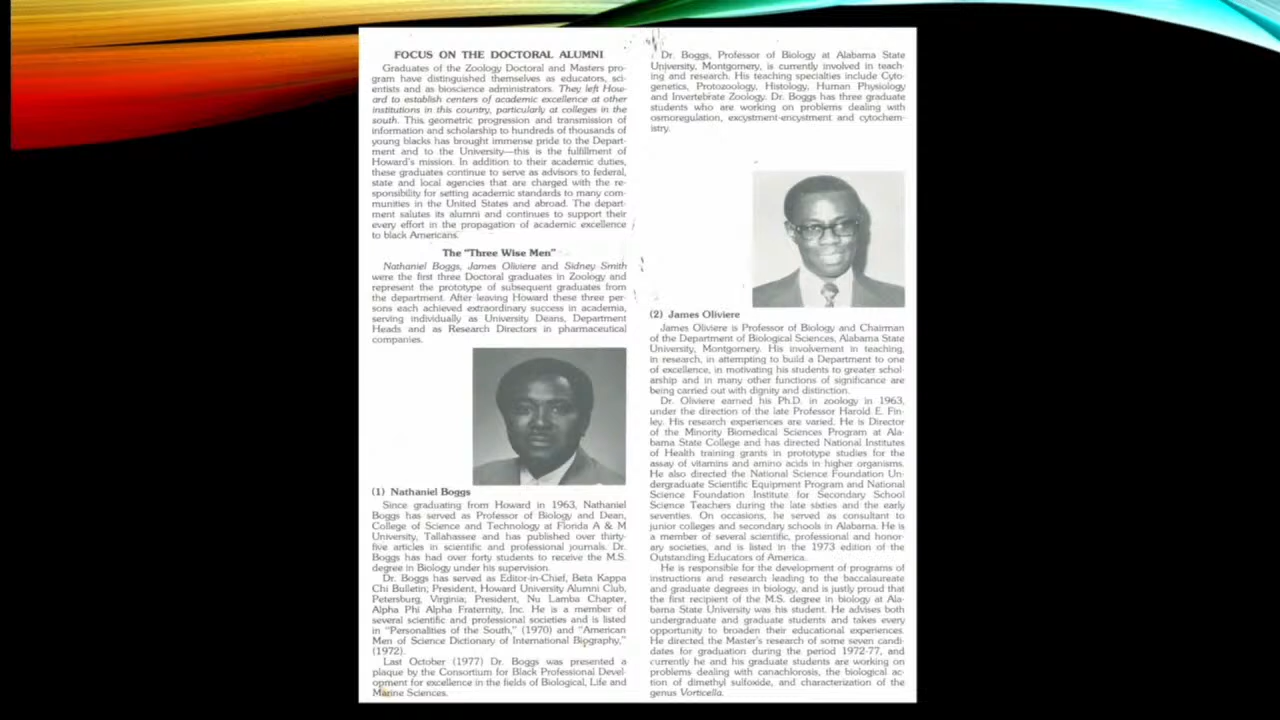 FOCUS ON THE DOCTORAL ALUMNI
Graduates of the Zoology Doctoral and Masters pro-
gram have distinguished themselves as educators, sci-
entists and as bioscience administrators. They left How-
ard to establish centers of academic excellence at other
institutions in this country, particularly at colleges in the
south. This geometric progression and transmission of
information and scholarship to hundreds of thousands of
young blacks has brought immense pride to the Depart-
ment and to the University—this is the fulfillment of
Howard's mission. In addition to their academic duties,
these graduates continue to serve as advisors to federal,
state and local agencies that are charged with the re-
sponsibility for setting academic standards to many com-
munities in the United States and abroad. The depart-
ment salutes its alumni and continues to support their
every effort in the propagation of academic excellence
to black Americans.
The "Three Wise Men"
Nathaniel Boggs, James Oliviere and Sidney Smith
were the first three Doctoral graduates in Zoology and
represent the prototype of subsequent graduates from
the department. After leaving Howard these three per-
sons each achieved extraordinary success in academia,
serving individually as University Deans, Department
Heads and as Research Directors in pharmaceutical
companies.
(1) Nathaniel Boggs
Since graduating from Howard in 1963, Nathaniel
Boggs has served as Professor of Biology and Dean,
College of Science and Technology at Florida A & M
University, Tallahassee and has published over thirty-
five articles in scientific and professional journals. Dr.
Boggs has had over forty students to receive the M.S.
degree in Biology under his supervision.
Dr. Boggs has served as Editor-in-Chief, Beta Kappa
Chi Bulletin; President, Howard University Alumni Club,
Petersburg, Virginia; President, Nu Lamba Chapter,
Alpha Phi Alpha Fraternity, Inc. He is a member of
several scientific and professional societies and is listed
in "Personalities of the South," (1970) and "American
Men of Science Dictionary of International Biography,"
(1972).
Last October (1977) Dr. Boggs was presented a
plaque by the Consortium for Black Professional Devel-
opment for excellence in the fields of Biological, Life and
Marine Sciences.
Dr. Boggs, Professor of Biology at Alabama State
University, Montgomery, is currently involved in teach-
ing and research. His teaching specialties include Cyto-
genetics, Protozoology, Histology, Human Physiology
and Invertebrate Zoology. Dr. Boggs has three graduate
students who are working on problems dealing with
osmoregulation, excystment-encystment and cytochem-
istry.
(2) James Oliviere
James Oliviere is Professor of Biology and Chairman
of the Department of Biological Sciences, Alabama State
University, Montgomery. His involvement in teaching,
in research, in attempting to build a Department to one
of excellence, in motivating his students to greater schol-
arship and in many other functions of significance are
being carried out with dignity and distinction.
Dr. Oliviere earned his Ph.D. in zoology in 1963,
under the direction of the late Professor Harold E. Fin-
ley. His research experiences are varied. He is Director
of the Minority Biomedical Sciences Program at Ala-
bama State College and has directed National Institutes
of Health training grants in prototype studies for the
assay of vitamins and amino acids in higher organisms.
He also directed the National Science Foundation Un-
dergraduate Scientific Equipment Program and National
Science Foundation Institute for Secondary School
Science Teachers during the late sixties and the early
seventies. On occasions, he served as consultant to
junior colleges and secondary schools in Alabama. He is
a member of several scientific, professional and honor-
ary societies, and is listed in the 1973 edition of the
Outstanding Educators of America.
He is responsible for the development of programs of
instructions and research leading to the baccalaureate
and graduate degrees in biology, and is justly proud that
the first recipient of the M.S. degree in biology at Ala-
bama State University was his student. He advises both
undergraduate and graduate students and takes every
opportunity to broaden their educational experiences.
He directed the Master's research of some seven candi-
dates for graduation during the period 1972-77, and
currently he and his graduate students are working on
problems dealing with canachlorosis, the biological ac-
tion of dimethyl sulfoxide, and characterization of the
genus Vorticella.